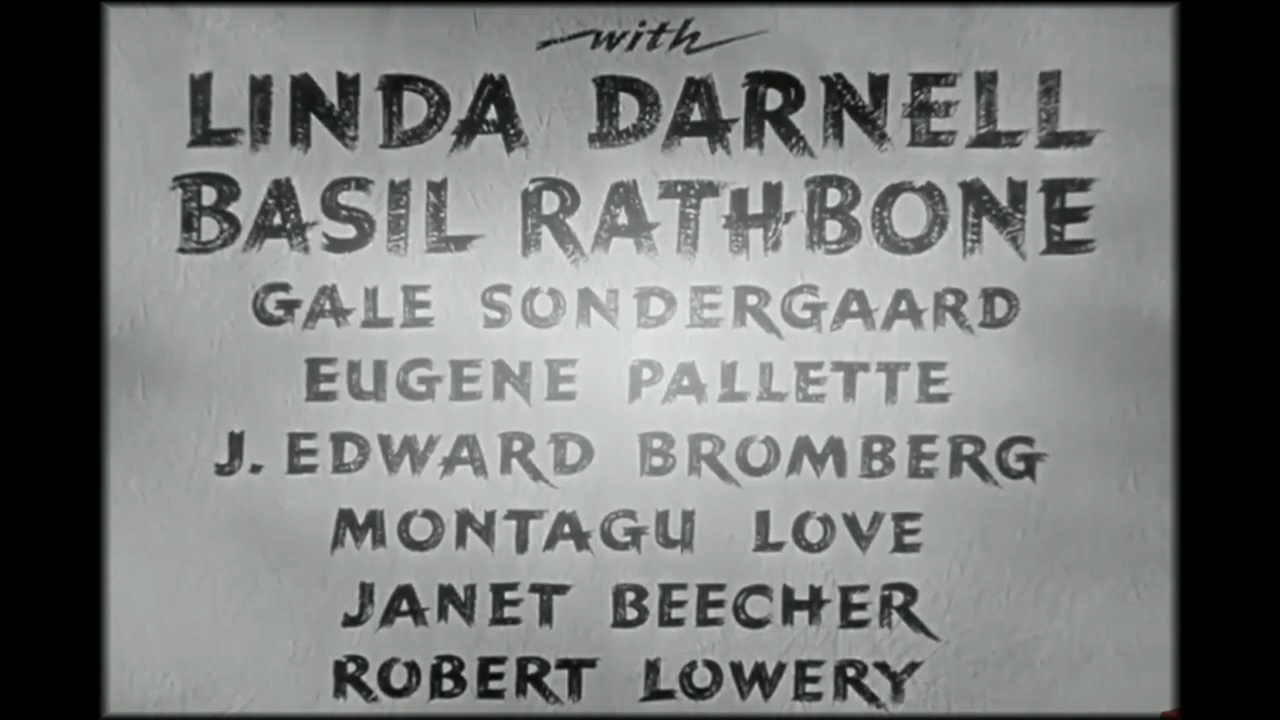 with
LINDA DARNELL
BASIL RATHBONE
GALE SONDERGAARD
EUGENE PALLETTE
J. EDWARD BROMBERG
MONTAGU LOVE
JANET BEECHER
ROBERT LOWERY